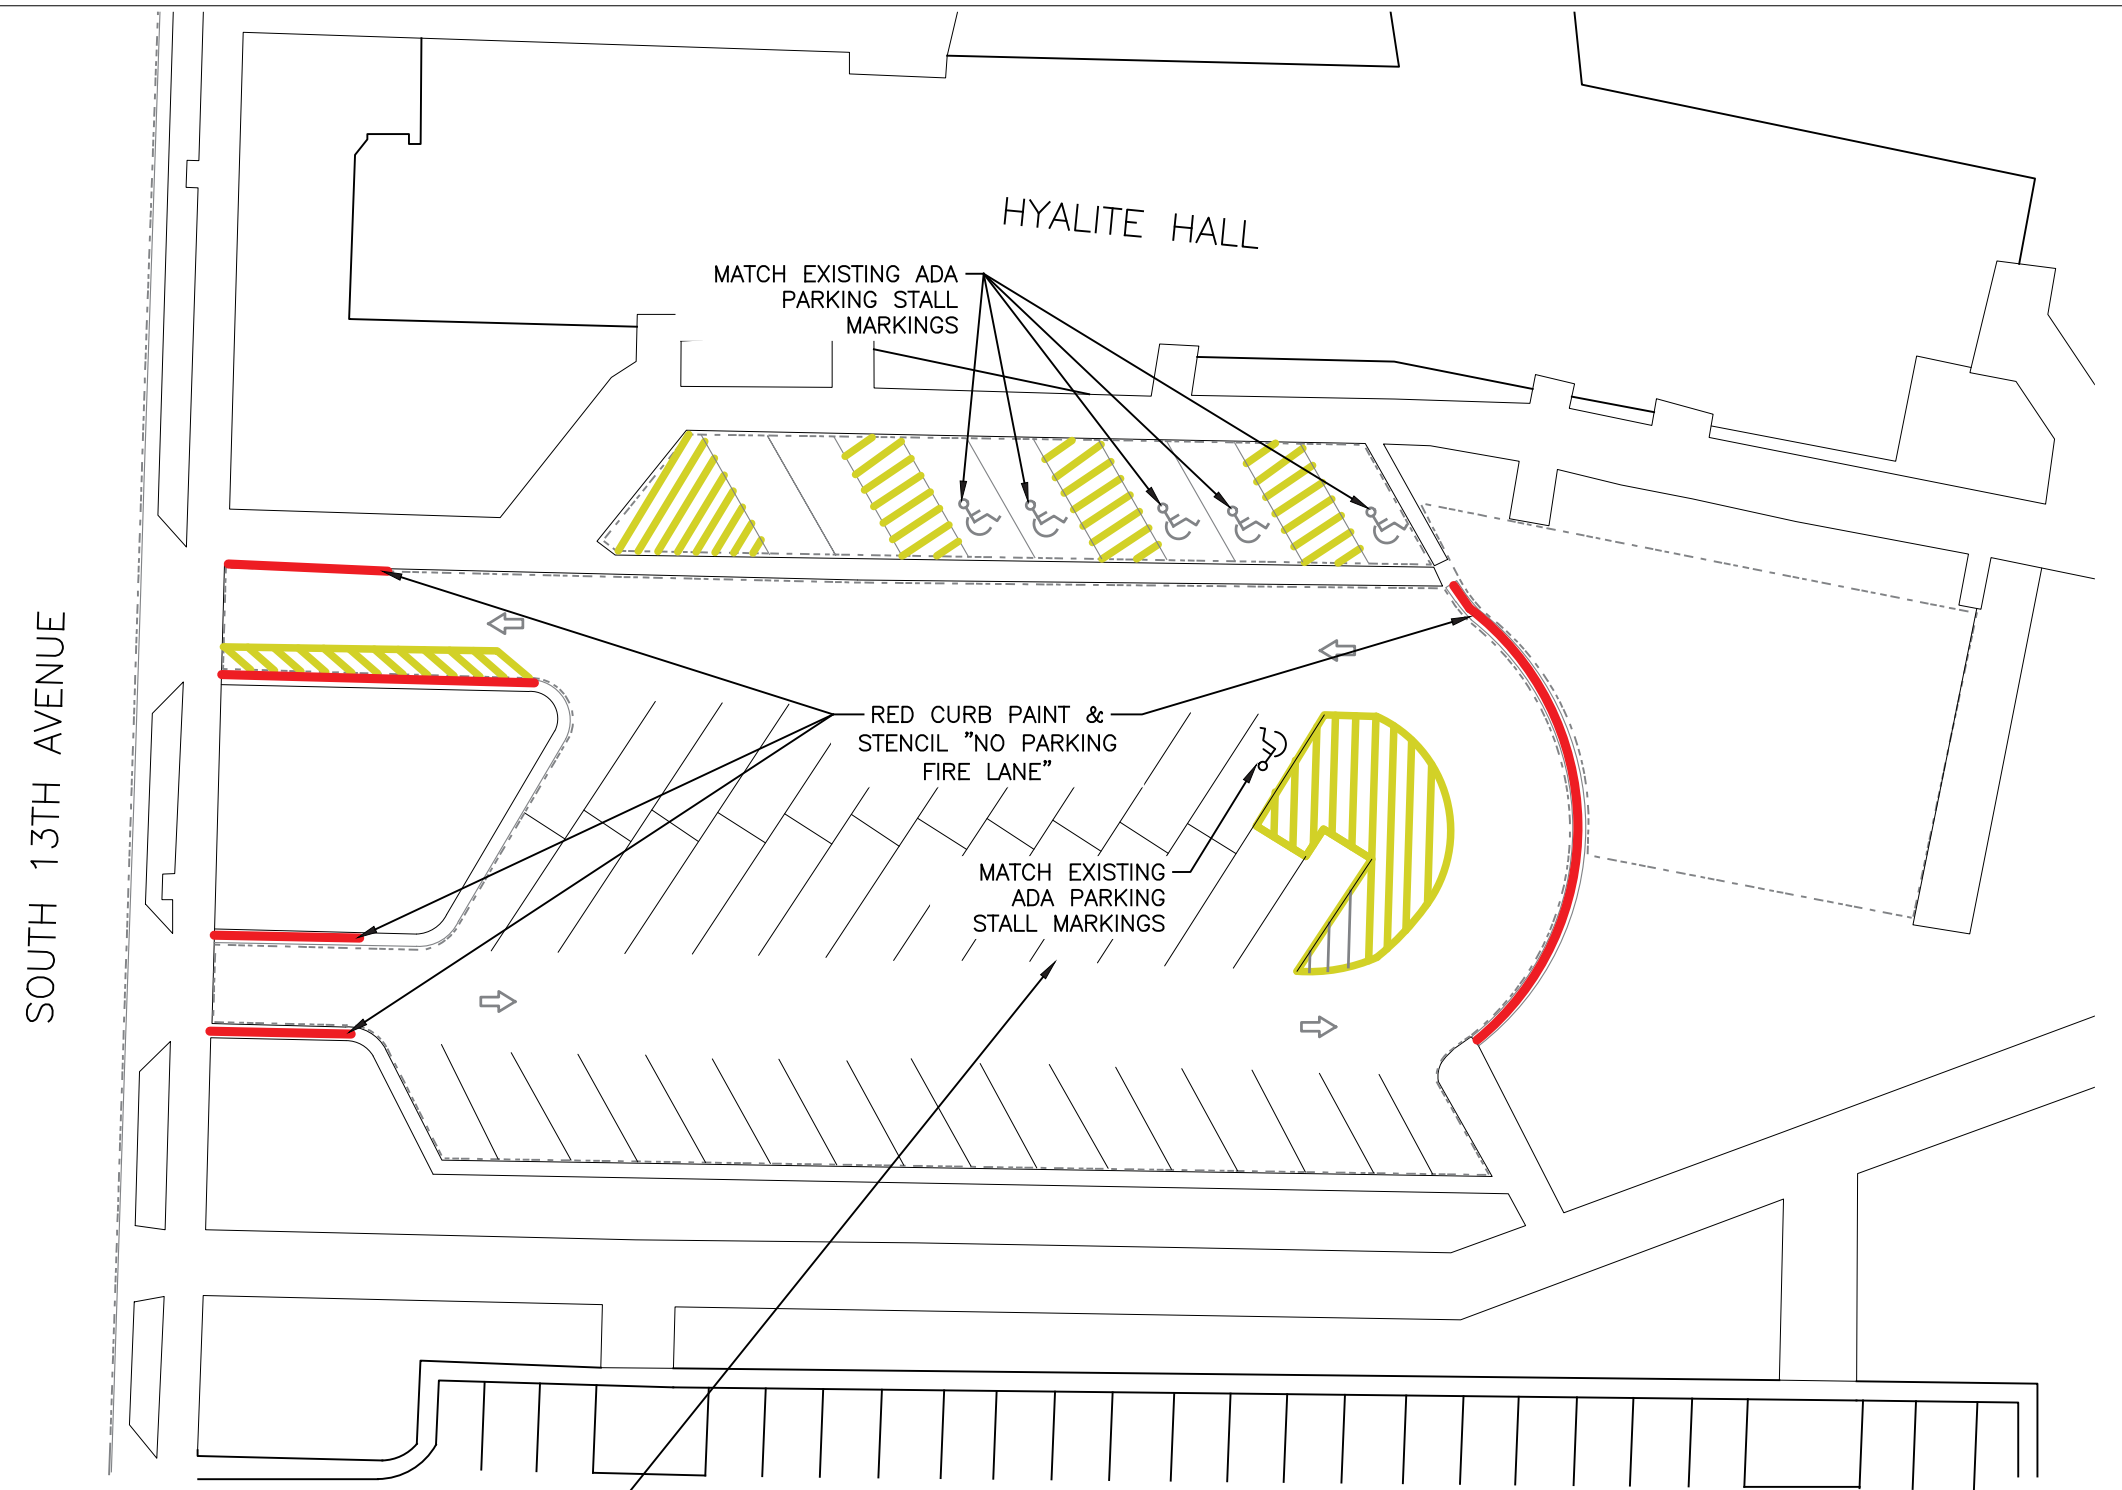 HYALITE HALL
MATCH EXISTING ADA
PARKING STALL
MARKINGS
SOUTH 13TH AVENUE
RED CURB PAINT &
STENCIL "NO PARKING
FIRE LANE"
MATCH EXISTING
ADA PARKING
STALL MARKINGS